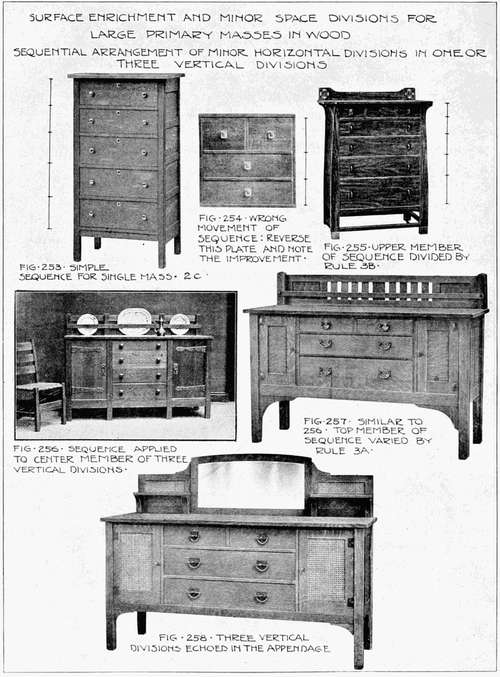 SURFACE ENRICHMENT AND MINOR SPACE DIVISIONS FOR
LARGE PRIMARY MASSES IN WOOD
SEQUENTIAL ARRANGEMENT OF MINOR HORIZONTAL DIVISIONS IN ONE OR
THREE VERTICAL DIVISIONS
FIG·253· SIMPLE
SEQUENCE FOR SINGLE MASS· 2C·
FIG·254·WRONG
MOVEMENT OF
SEQUENCE: REVERSE
THIS PLATE AND NOTE
THE IMPROVEMENT·
FIG·255·UPPER MEMBER
OF SEQUENCE DIVIDED BY
RULE 3B·
FIG·256· SEQUENCE APPLIED
TO CENTER MEMBER OF THREE
VERTICAL DIVISIONS·
FIG·257· SIMILAR TO
256· TOP MEMBER OF
SEQUENCE VARIED BY
RULE 3A·
FIG·258· THREE VERTICAL
DIVISIONS ECHOED IN THE APPENDAGE